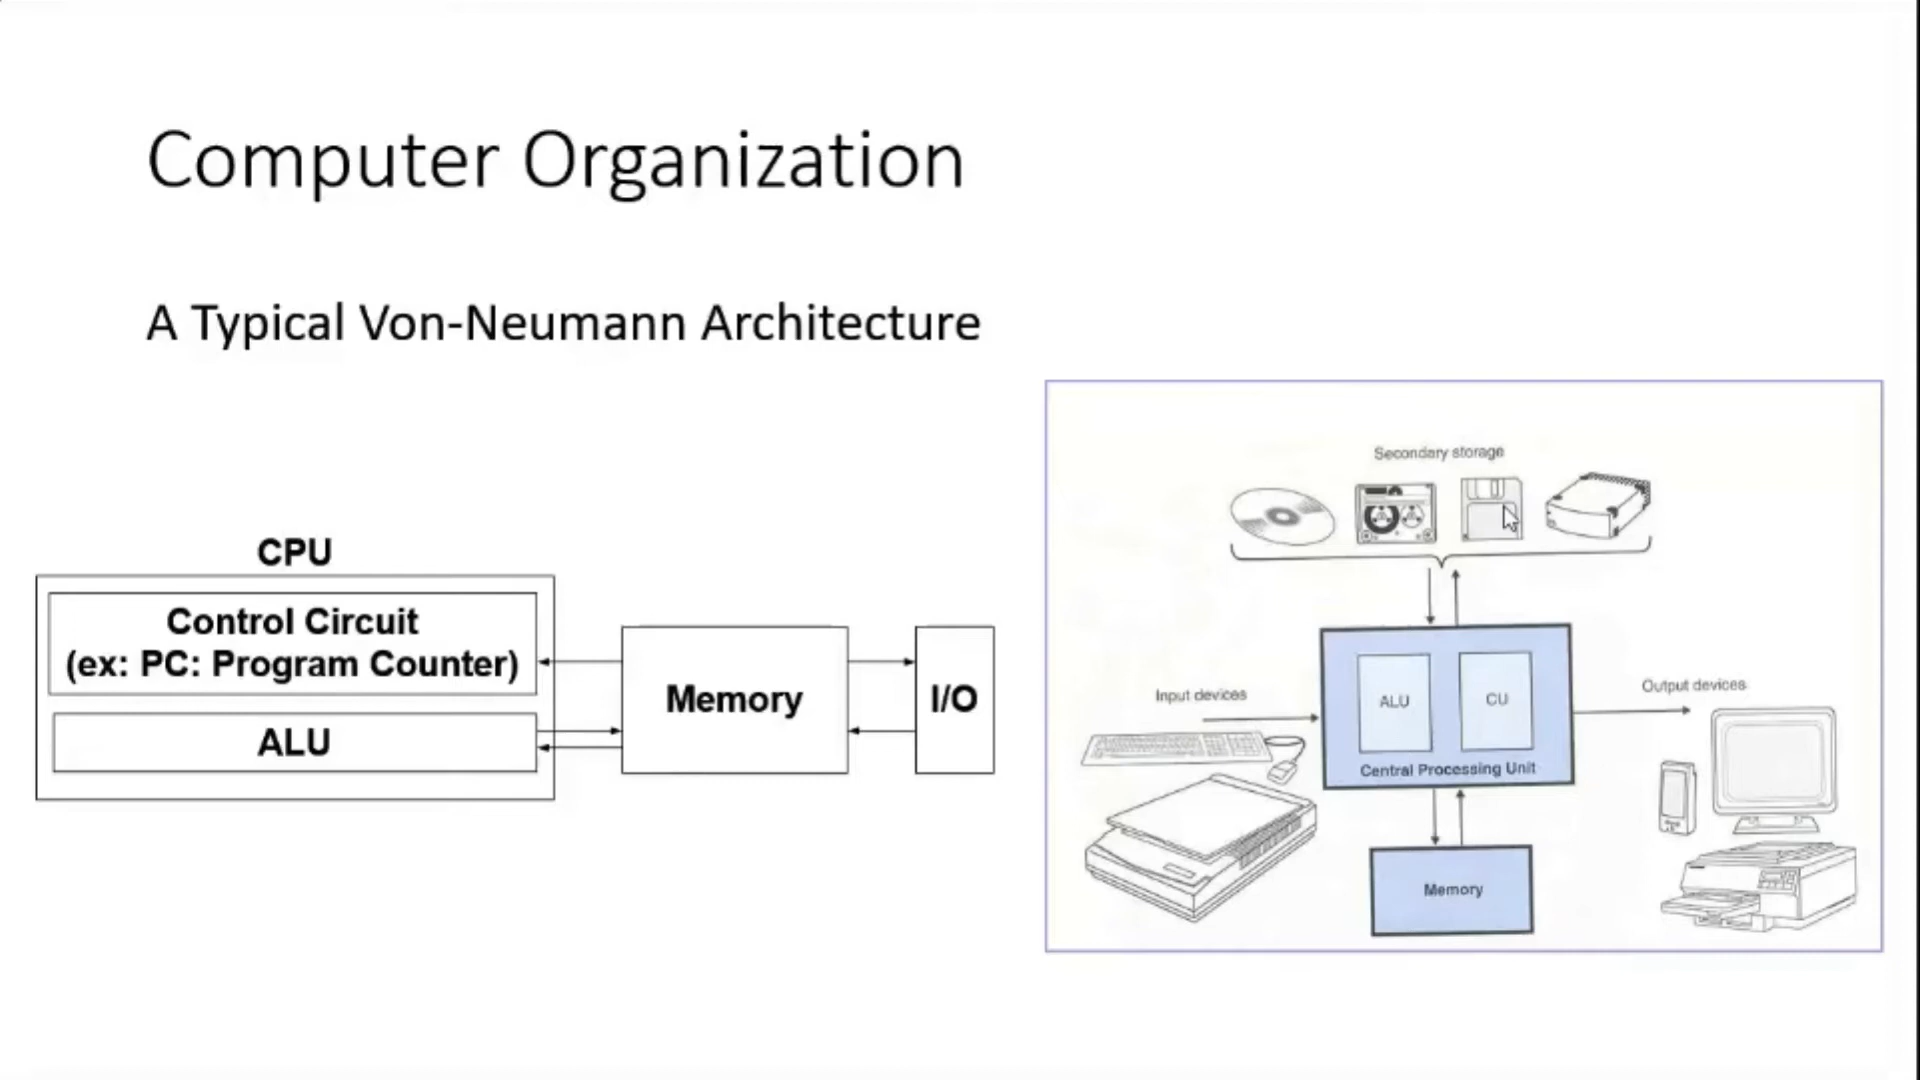 Computer Organization
A Typical Von-Neumann Architecture
CPU
Control Circuit
(ex: PC: Program Counter)
ALU
Memory
I/O
Secondary storage
Input devices
ALU
CU
Central Processing Unit
Output devices
Memory